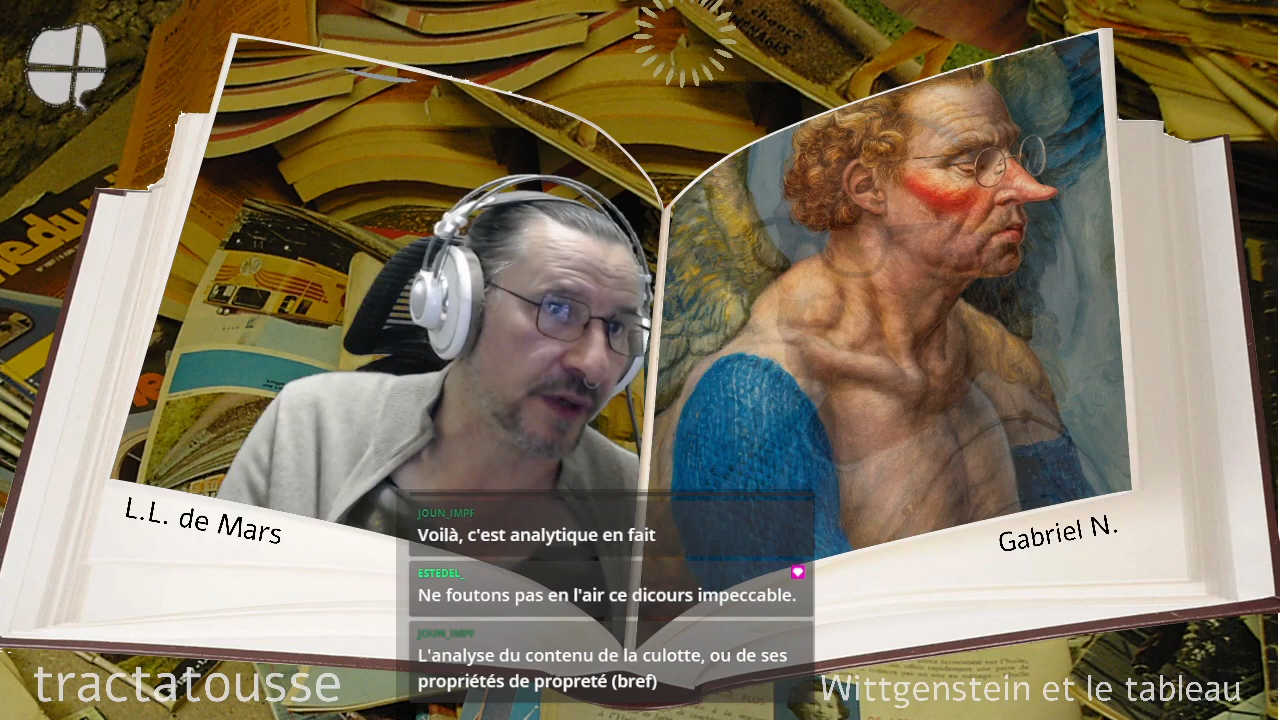 L.L. de Mars
Gabriel N.
JOUN_IMPF
Voilà, c'est analytique en fait
ESTEDEL_
Ne foutons pas en l'air ce dicours impeccable.
JOUIN_IMPF
L'analyse du contenu de la culotte, ou de ses
propriétés de propreté (bref)
tractatousse
Wittgenstein et le tableau